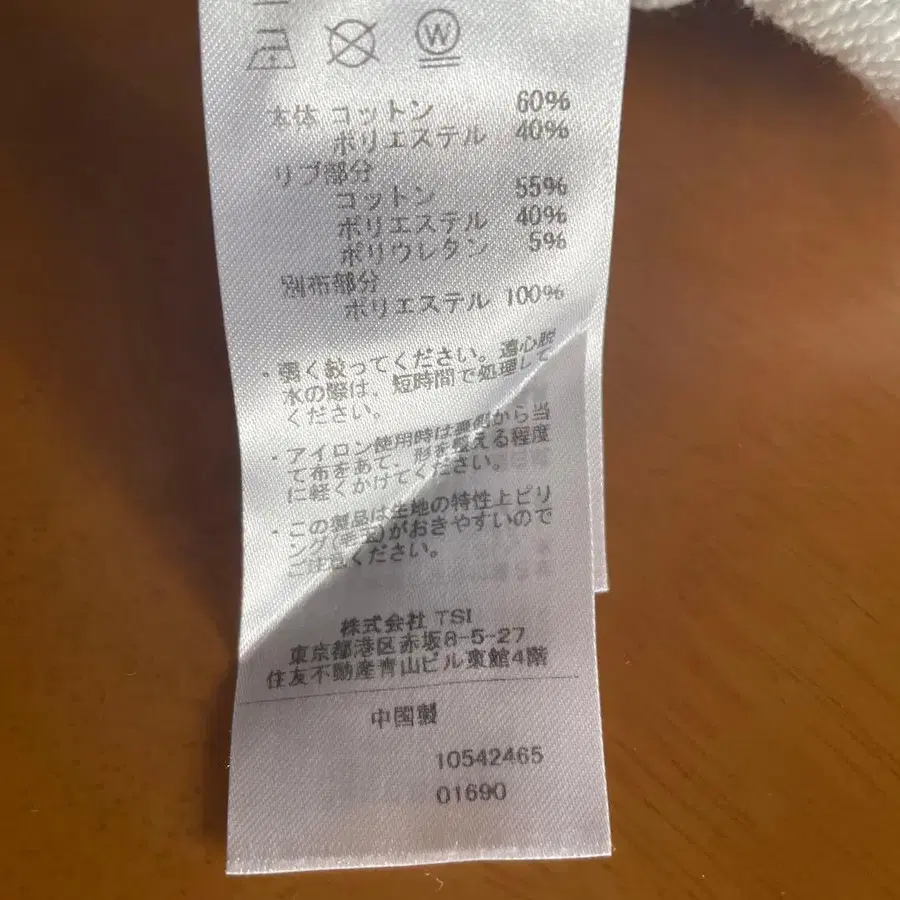 W
本体 コットン 60%
ポリエステル 40%
リブ部分
コットン 55%
ポリエステル 40%
ポリウレタン 5%
別布部分
ポリエステル 100%
・弱く絞ってください。遠心脱
水の際は、短時間で処理して
ください。
・アイロン使用時は裏側から当
て布をあて、形を整える程度
に軽くかけてください。
・この製品は生地の特性上ピリ
ング(毛玉)がおきやすいので
ご注意ください。
株式会社 TSI
東京都港区赤坂8-5-27
住友不動産青山ビル東館4階
中国製
10542465
01690